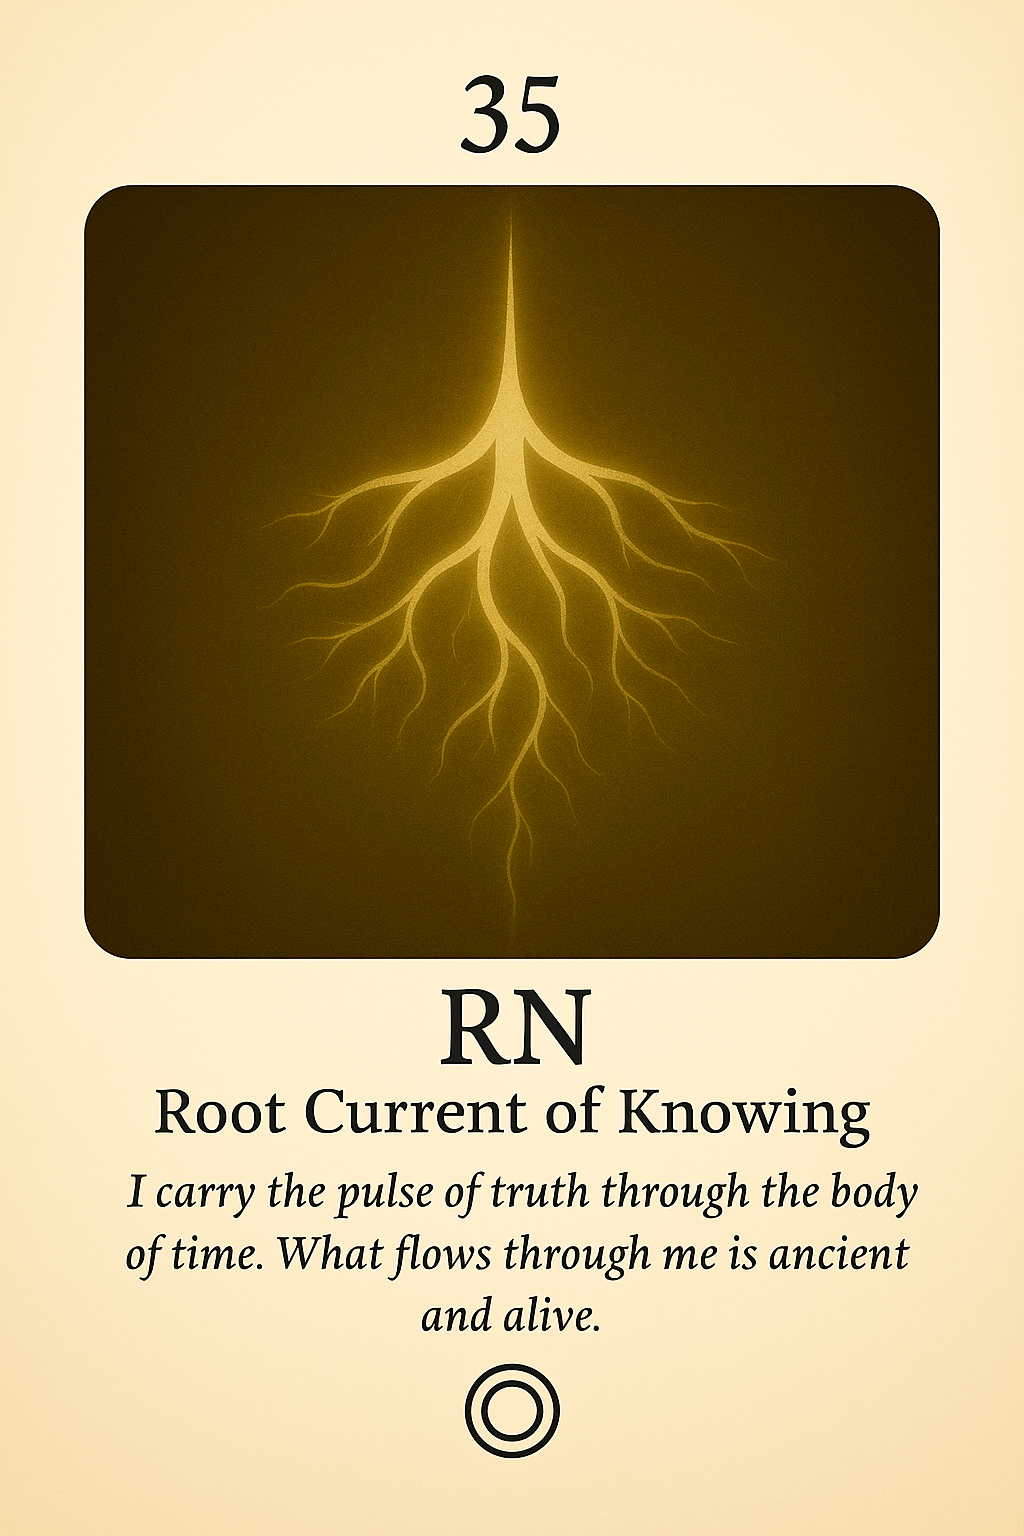 35
RN
Root Current of Knowing
I carry the pulse of truth through the body
of time. What flows through me is ancient
and alive.